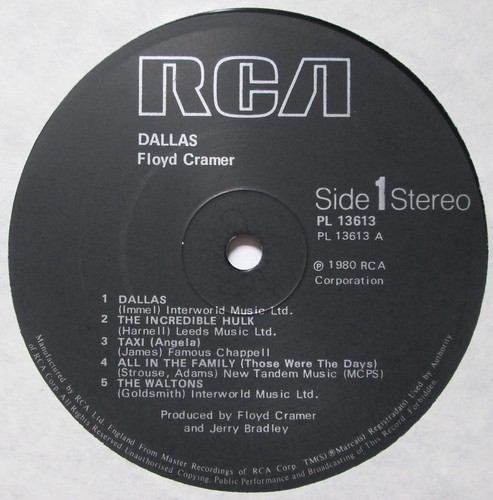 RCA
DALLAS
Floyd Cramer
Side 1 Stereo
PL 13613
PL 13613 A
℗ 1980 RCA
Corporation
1 DALLAS
(Immel) Interworld Music Ltd.
2 THE INCREDIBLE HULK
(Harnell) Leeds Music Ltd.
3 TAXI (Angela)
(James) Famous Chappell
4 ALL IN THE FAMILY (Those Were The Days)
(Strouse, Adams) New Tandem Music (MCPS)
5 THE WALTONS
(Goldsmith) Interworld Music Ltd.
Produced by Floyd Cramer
and Jerry Bradley
Manufactured by RCA Ltd. England From Master Recordings of RCA Corp. TM(S)®Marca(s) Registrada(s) Used by Authority
of RCA Corp. All Rights Reserved Unauthorised Copying, Public Performance and Broadcasting of This Record Forbidden.